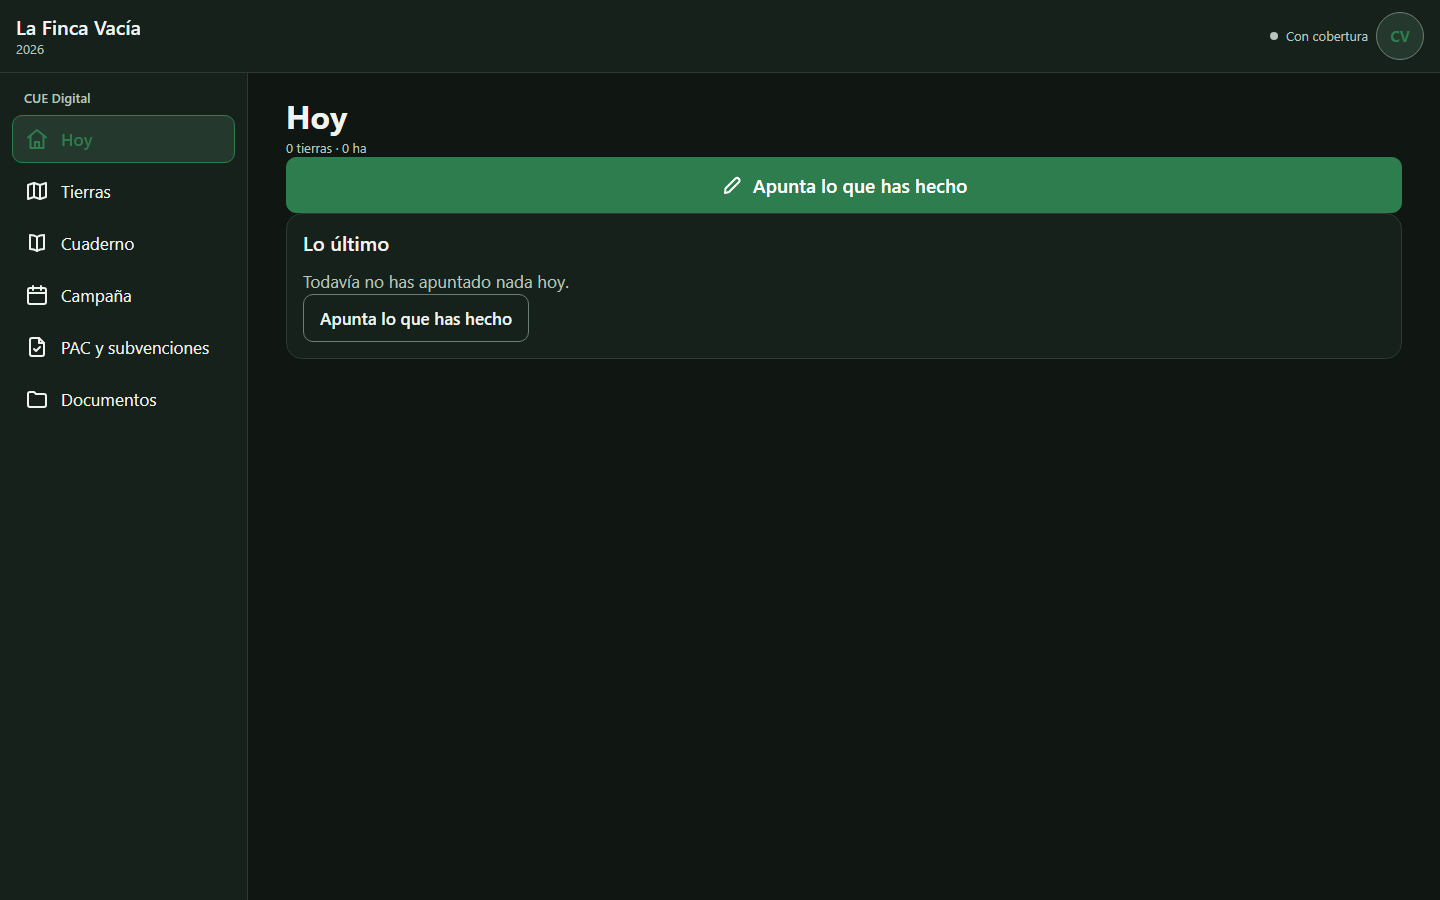 La Finca Vacía
2026
Con cobertura
CV
CUE Digital
Hoy
Tierras
Cuaderno
Campaña
PAC y subvenciones
Documentos
Hoy
0 tierras · 0 ha
Apunta lo que has hecho
Lo último
Todavía no has apuntado nada hoy.
Apunta lo que has hecho